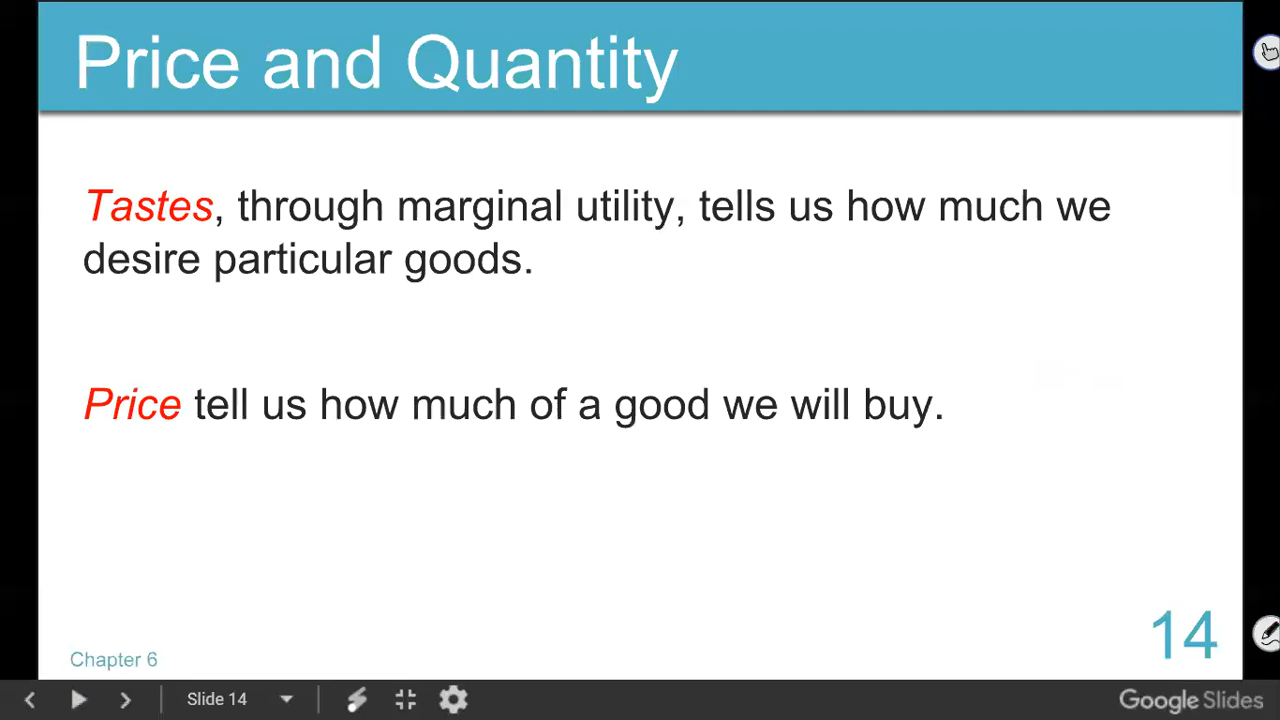 Price and Quantity
Tastes, through marginal utility, tells us how much we
desire particular goods.
Price tell us how much of a good we will buy.
14
Chapter 6
Slide 14
Google Slides